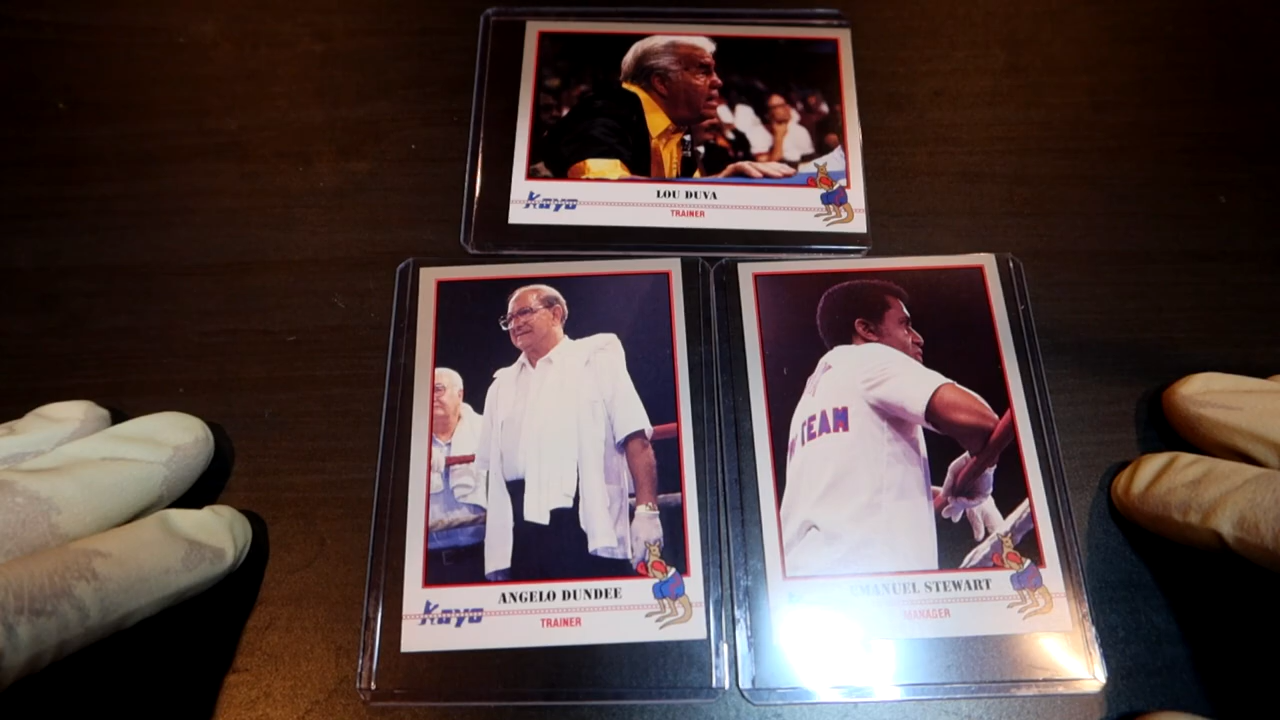 LOU DUVA
Kayo
TRAINER
TEAM
ANGELO DUNDEE
Kayo
TRAINER
EMANUEL STEWART
MANAGER